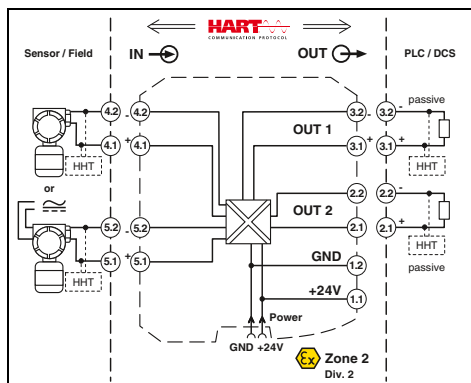 HART
COMMUNICATION PROTOCOL
Sensor / Field
IN
OUT
PLC / DCS
4.2 - 4.2
4.1 + 4.1
HHT
or
5.2 - 5.2
5.1 + 5.1
HHT
OUT 1
OUT 2
GND
+24V
Power
GND +24V
3.2 - 3.2 -
3.1 + 3.1 +
passive
HHT
2.2 2.2 -
2.1 2.1 +
passive
HHT
passive
1.2
1.1
Ex Zone 2
Div. 2